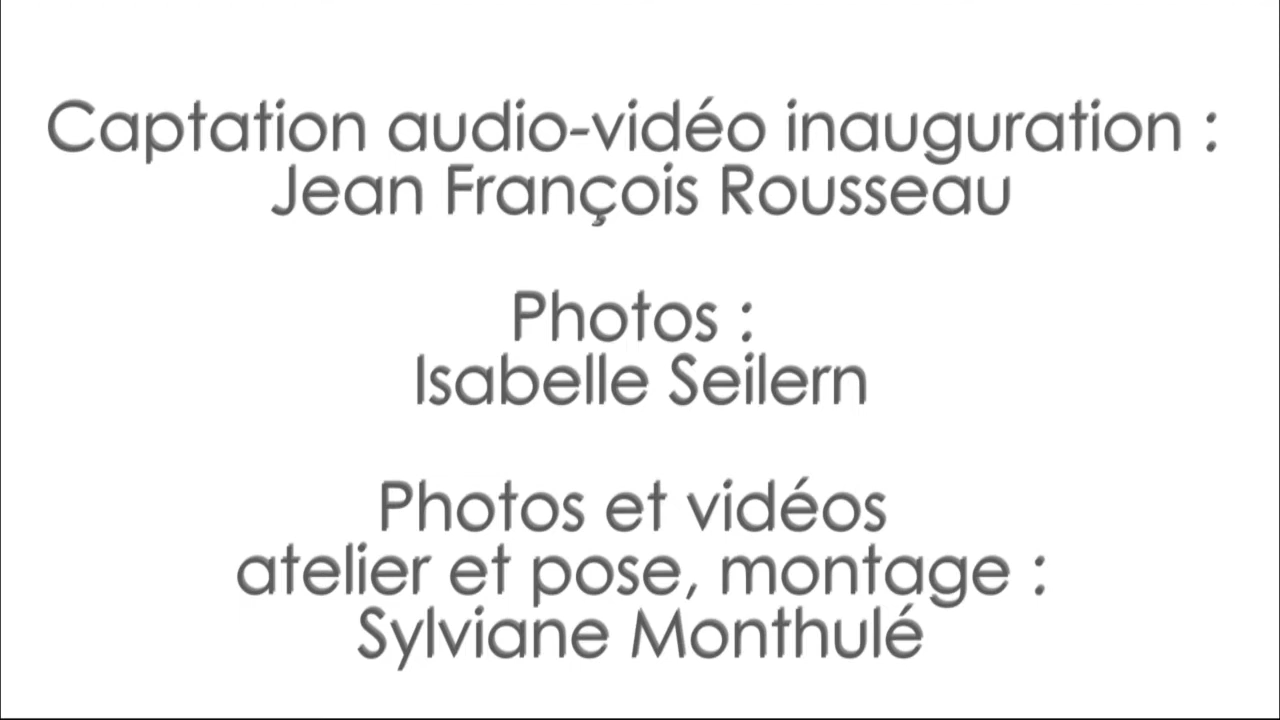 Captation audio-vidéo inauguration :
Jean François Rousseau
Photos :
Isabelle Seilern
Photos et vidéos
atelier et pose, montage :
Sylviane Monthulé